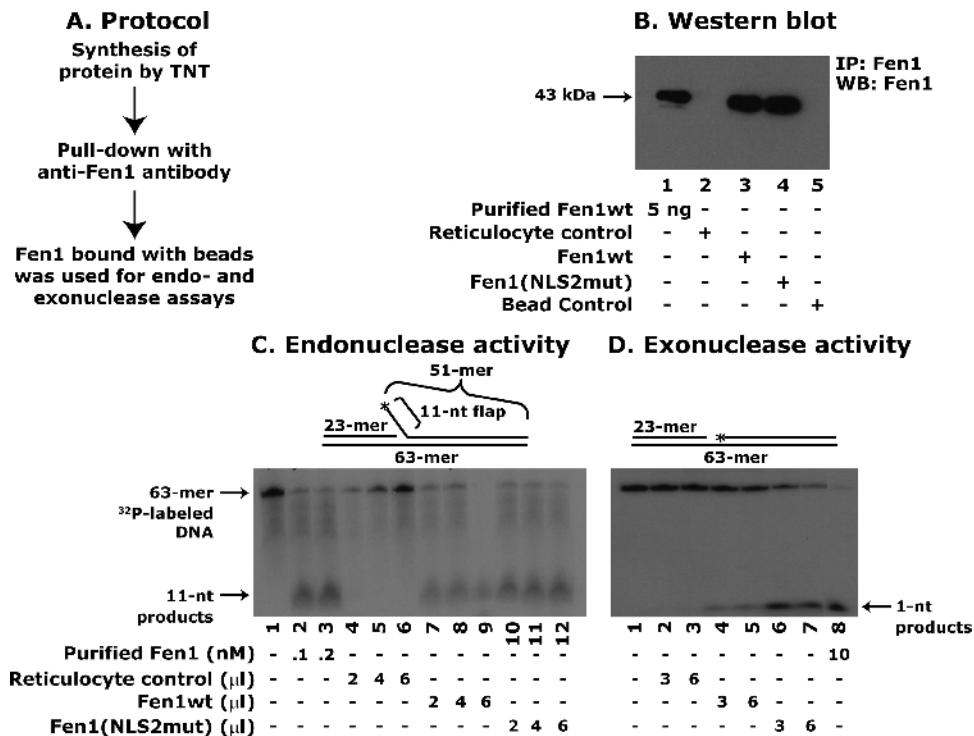 A. Protocol
Synthesis of
protein by TNT
Pull-down with
anti-Fen1 antibody
Fen1 bound with beads
was used for endo- and
exonuclease assays
B. Western blot
IP: Fen1
WB: Fen1
43 kDa
1 2 3 4 5
Purified Fen1wt 5 ng - - - -
Reticulocyte control - + - - -
Fen1wt - - + - -
Fen1(NLS2mut) - - - + -
Bead Control - - - - +
C. Endonuclease activity
51-mer
* 11-nt flap
23-mer
63-mer
63-mer
32P-labeled
DNA
11-nt
products
1 2 3 4 5 6 7 8 9 10 11 12
Purified Fen1 (nM) - .1 .2 - - - - - - - - -
Reticulocyte control (μl) - - - 2 4 6 - - - - - -
Fen1wt (μl) - - - - - - 2 4 6 - - -
Fen1(NLS2mut) (μl) - - - - - - - - - 2 4 6
D. Exonuclease activity
23-mer *
63-mer
1-nt
products
1 2 3 4 5 6 7 8
- - - - - - - 10
- 3 6 - - - - -
- - - 3 6 - - -
- - - - - 3 6 -